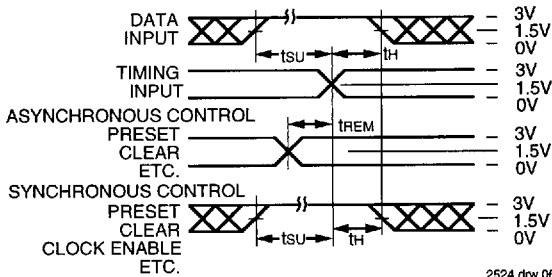 DATA INPUT
3V
1.5V
0V
tSU
tH
TIMING INPUT
3V
1.5V
0V
ASYNCHRONOUS CONTROL
tREM
PRESET
CLEAR
ETC.
3V
1.5V
0V
SYNCHRONOUS CONTROL
PRESET
CLEAR
CLOCK ENABLE
ETC.
tSU
tH
3V
1.5V
0V
2524 drw